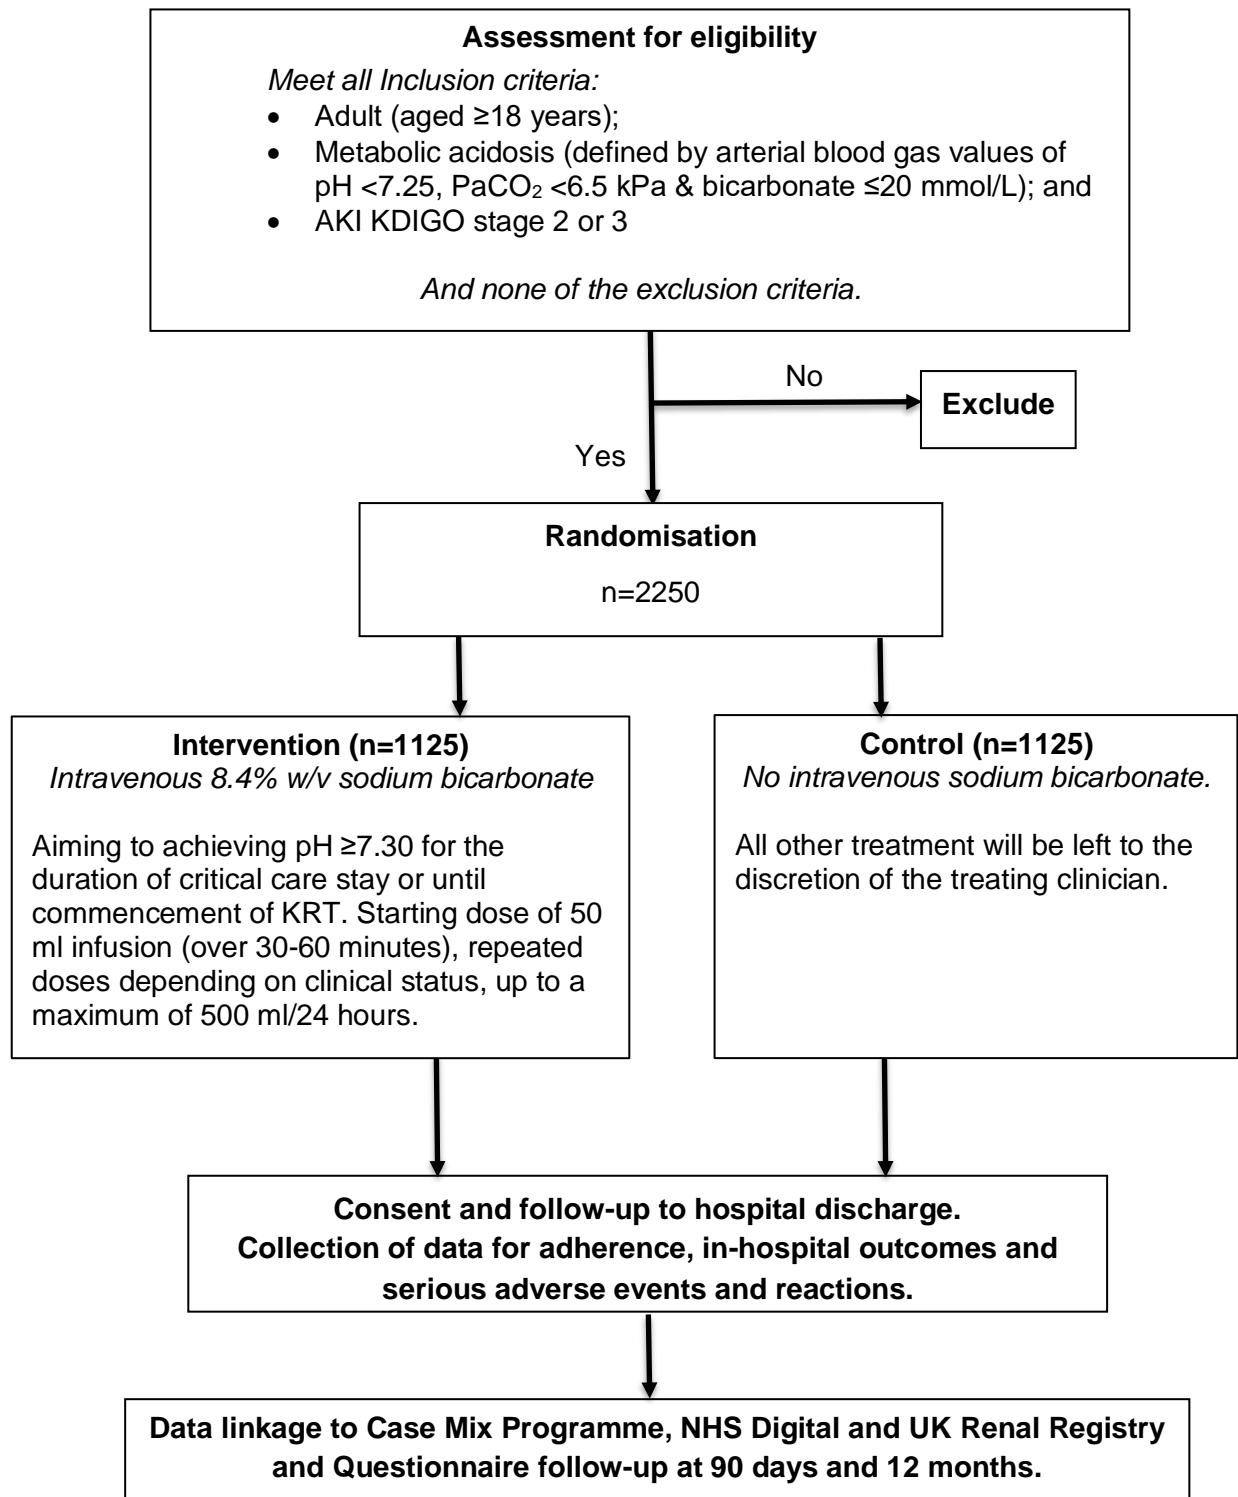 Assessment for eligibility
Meet all Inclusion criteria:
• Adult (aged ≥18 years);
• Metabolic acidosis (defined by arterial blood gas values of
pH <7.25, PaCO₂ <6.5 kPa & bicarbonate ≤20 mmol/L); and
• AKI KDIGO stage 2 or 3
And none of the exclusion criteria.
No
Exclude
Yes
Randomisation
n=2250
Intervention (n=1125)
Intravenous 8.4% w/v sodium bicarbonate
Aiming to achieving pH ≥7.30 for the
duration of critical care stay or until
commencement of KRT. Starting dose of 50
ml infusion (over 30-60 minutes), repeated
doses depending on clinical status, up to a
maximum of 500 ml/24 hours.
Control (n=1125)
No intravenous sodium bicarbonate.
All other treatment will be left to the
discretion of the treating clinician.
Consent and follow-up to hospital discharge.
Collection of data for adherence, in-hospital outcomes and
serious adverse events and reactions.
Data linkage to Case Mix Programme, NHS Digital and UK Renal Registry
and Questionnaire follow-up at 90 days and 12 months.